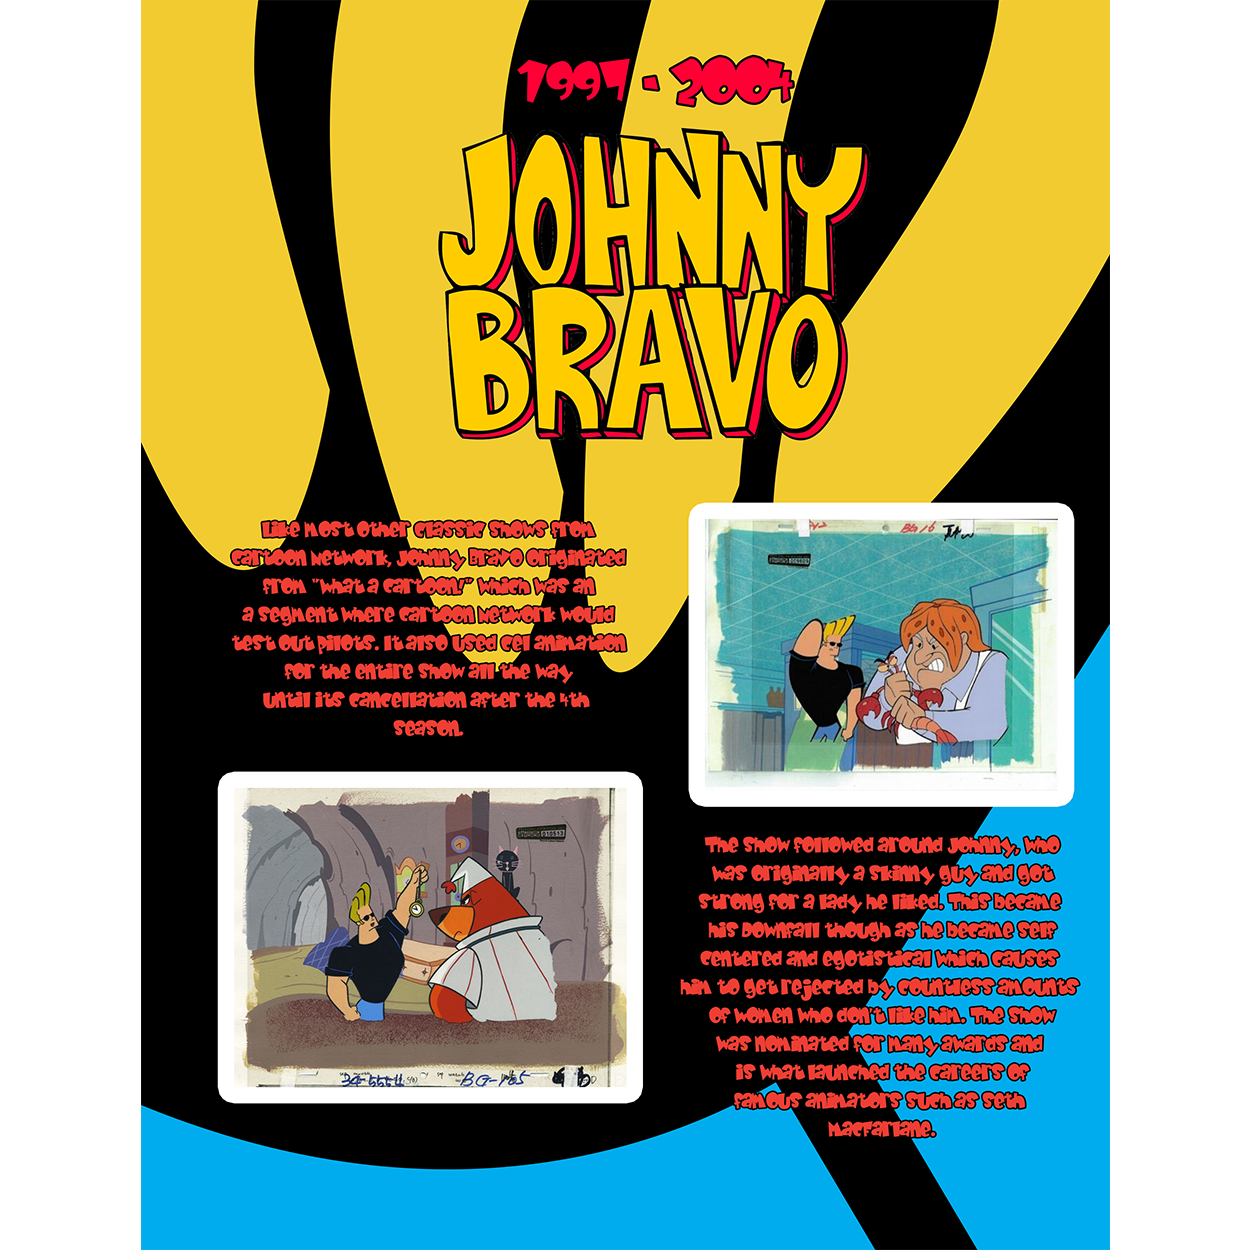 1997 - 2004
JOHNNY
BRAVO
Like most other classic shows from
Cartoon Network, Johnny Bravo originated
from "What a Cartoon!" which was an
a segment where Cartoon Network would
test out pilots. It also used cel animation
for the entire show all the way
until its cancellation after the 4th
season.
BG 16
The show followed around Johnny, who
was originally a skinny guy and got
strong for a lady he liked. This became
his downfall though as he became self
centered and egotistical which causes
him to get rejected by countless amounts
of women who don't like him. The show
was nominated for many awards and
is what launched the careers of
famous animators such as Seth
MacFarlane.
BG-105